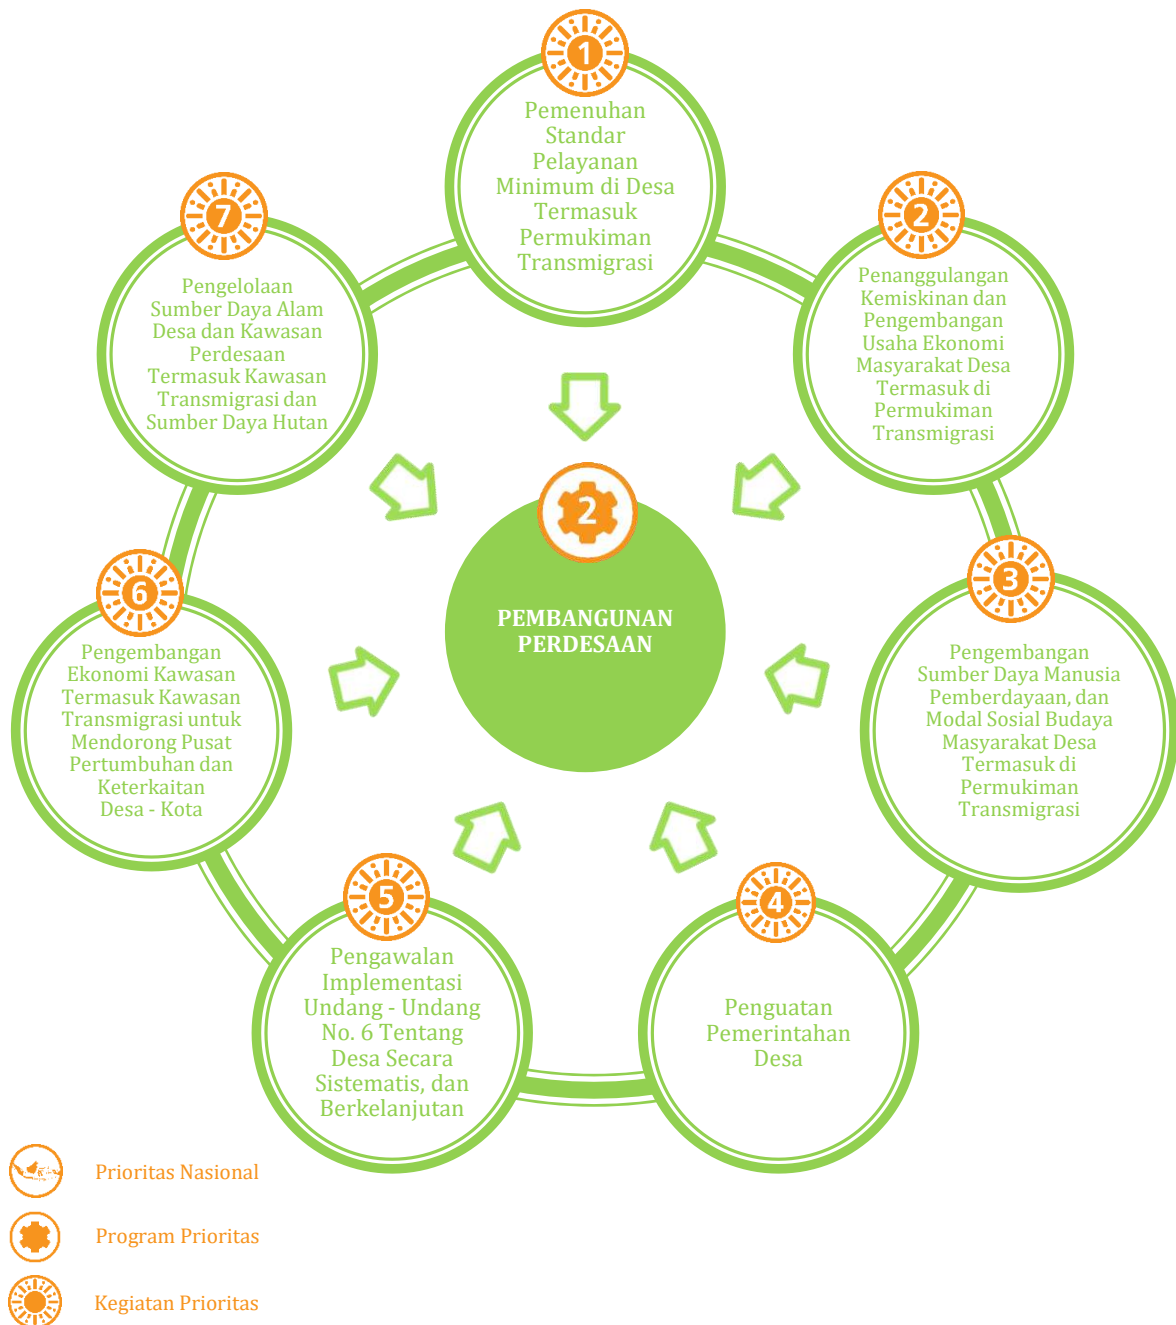 1
Pemenuhan
Standar
Pelayanan
Minimum di Desa
Termasuk
Permukiman
Transmigrasi
2
Penanggulangan
Kemiskinan dan
Pengembangan
Usaha Ekonomi
Masyarakat Desa
Termasuk di
Permukiman
Transmigrasi
3
Pengembangan
Sumber Daya Manusia
Pemberdayaan, dan
Modal Sosial Budaya
Masyarakat Desa
Termasuk di
Permukiman
Transmigrasi
4
Penguatan
Pemerintahan
Desa
5
Pengawalan
Implementasi
Undang - Undang
No. 6 Tentang
Desa Secara
Sistematis, dan
Berkelanjutan
6
Pengembangan
Ekonomi Kawasan
Termasuk Kawasan
Transmigrasi untuk
Mendorong Pusat
Pertumbuhan dan
Keterkaitan
Desa - Kota
7
Pengelolaan
Sumber Daya Alam
Desa dan Kawasan
Perdesaan
Termasuk Kawasan
Transmigrasi dan
Sumber Daya Hutan
2
PEMBANGUNAN
PERDESAAN
Prioritas Nasional
Program Prioritas
Kegiatan Prioritas